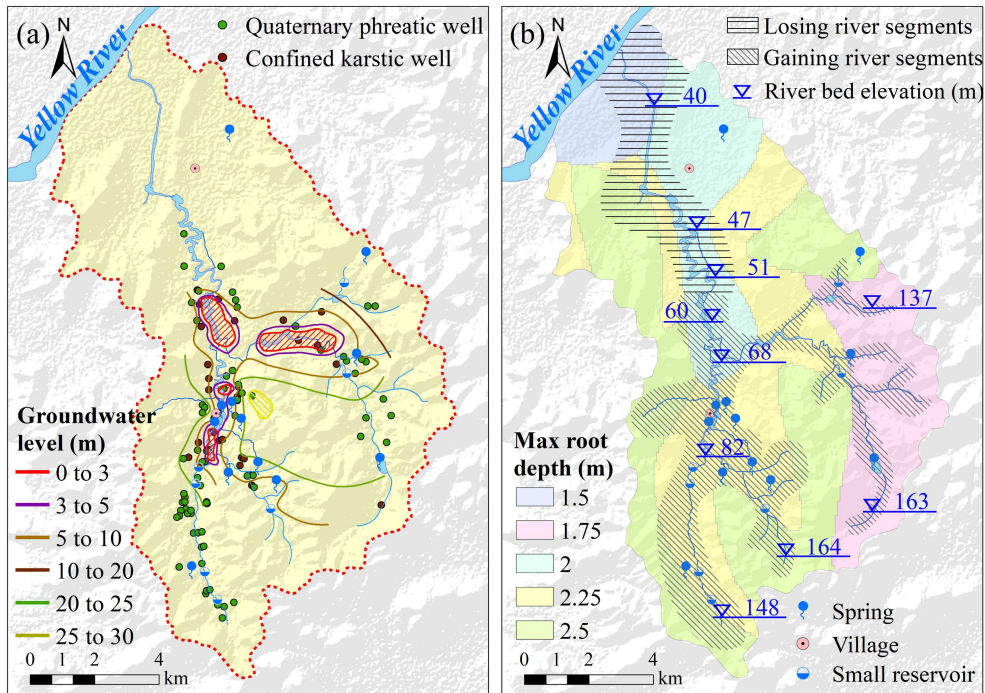 (a)
N
Yellow River
Quaternary phreatic well
Confined karstic well
Groundwater
level (m)
0 to 3
3 to 5
5 to 10
10 to 20
20 to 25
25 to 30
0 1 2 4
km
(b)
N
Yellow River
Losing river segments
Gaining river segments
River bed elevation (m)
40
47
51
60
137
68
82
163
164
148
Max root
depth (m)
1.5
1.75
2
2.25
2.5
Spring
Village
Small reservoir
0 1 2 4
km